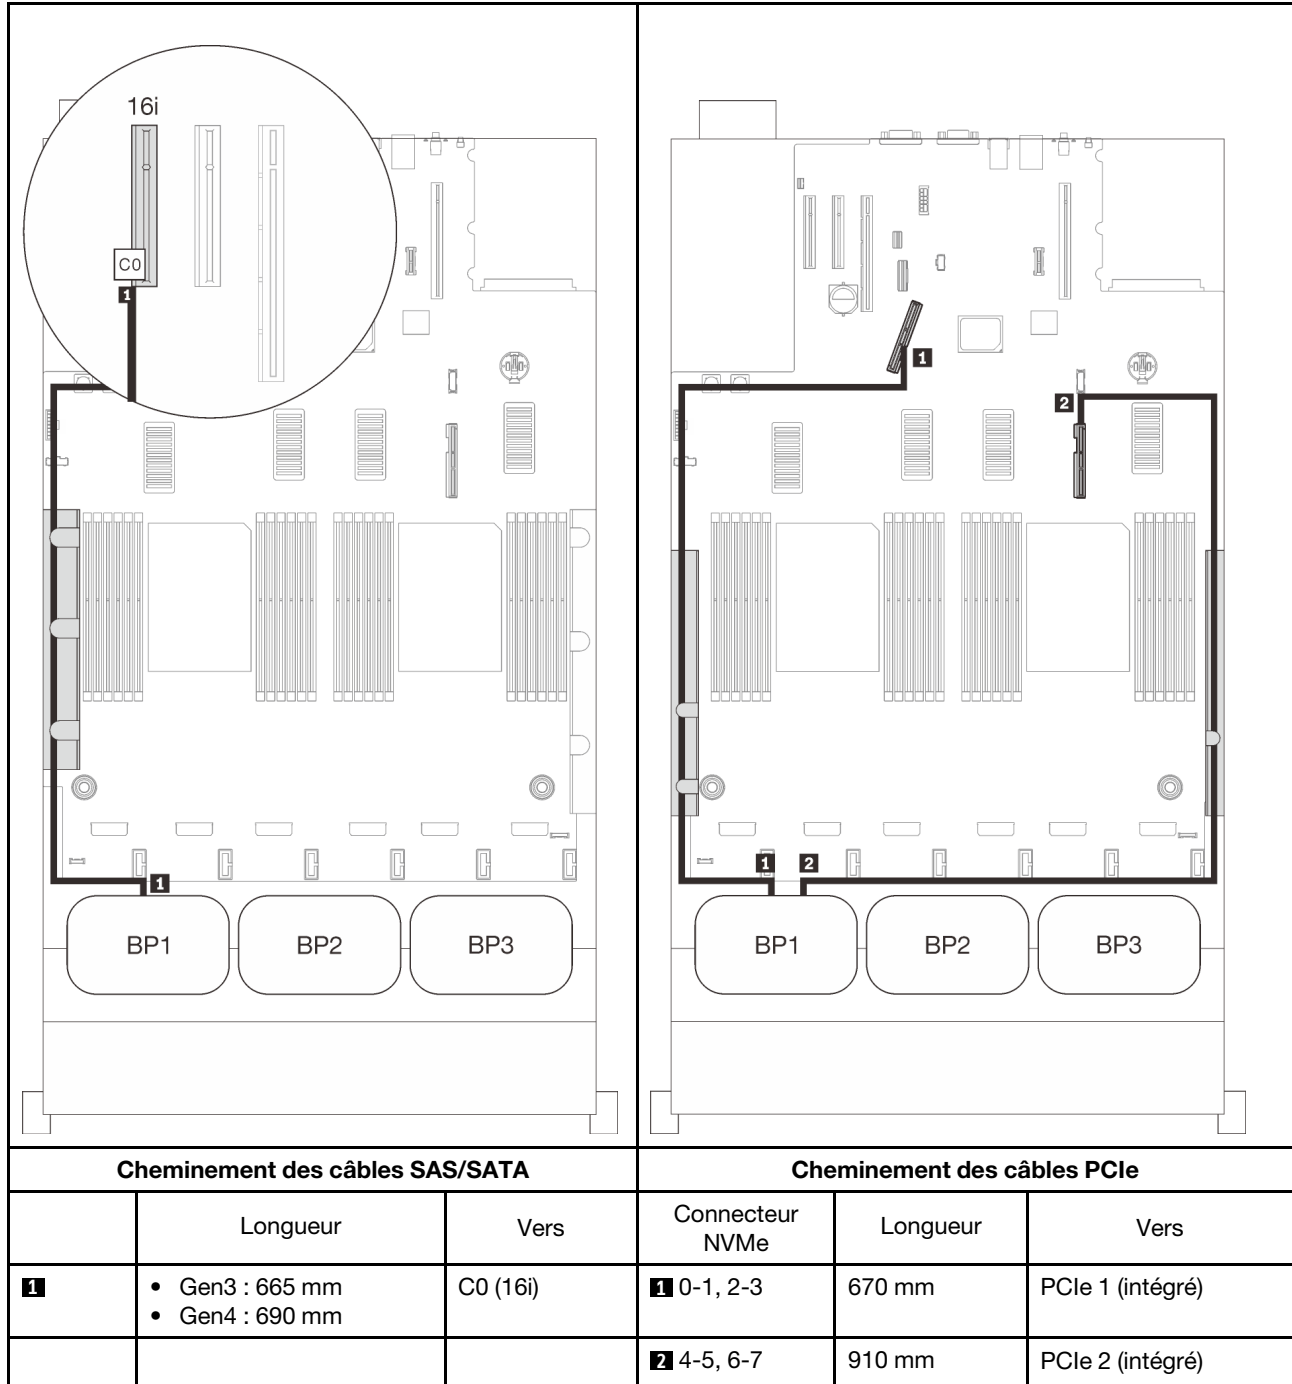 16i
C0
1
1
BP1
BP2
BP3
1
2
1
2
BP1
BP2
BP3
Cheminement des câbles SAS/SATA
Cheminement des câbles PCIe
Longueur
Vers
Connecteur
NVMe
Longueur
Vers
1
• Gen3 : 665 mm
• Gen4 : 690 mm
C0 (16i)
1 0-1, 2-3
670 mm
PCIe 1 (intégré)
2 4-5, 6-7
910 mm
PCIe 2 (intégré)